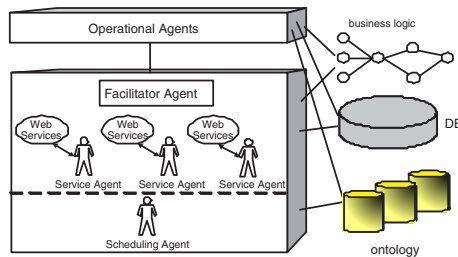 Operational Agents
business logic
Facilitator Agent
Web
Services
Web
Services
Web
Services
Service Agent
Service Agent
Service Agent
Scheduling Agent
DB
ontology